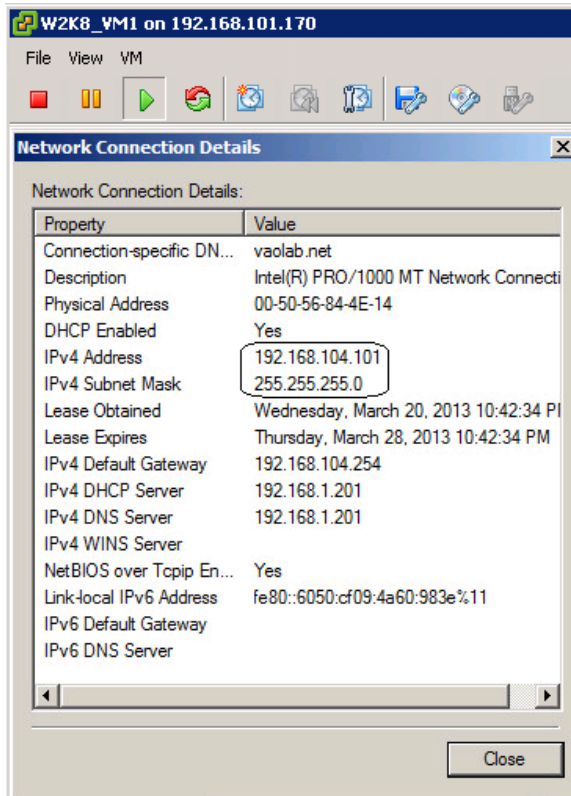 W2K8_VM1 on 192.168.101.170
File View VM
Network Connection Details
Network Connection Details:
Property Value
Connection-specific DN... vaolab.net
Description Intel(R) PRO/1000 MT Network Connecti
Physical Address 00-50-56-84-4E-14
DHCP Enabled Yes
IPv4 Address 192.168.104.101
IPv4 Subnet Mask 255.255.255.0
Lease Obtained Wednesday, March 20, 2013 10:42:34 PM
Lease Expires Thursday, March 28, 2013 10:42:34 PM
IPv4 Default Gateway 192.168.104.254
IPv4 DHCP Server 192.168.1.201
IPv4 DNS Server 192.168.1.201
IPv4 WINS Server
NetBIOS over Tcpip En... Yes
Link-local IPv6 Address fe80::6050:cf09:4a60:983e%11
IPv6 Default Gateway
IPv6 DNS Server
Close